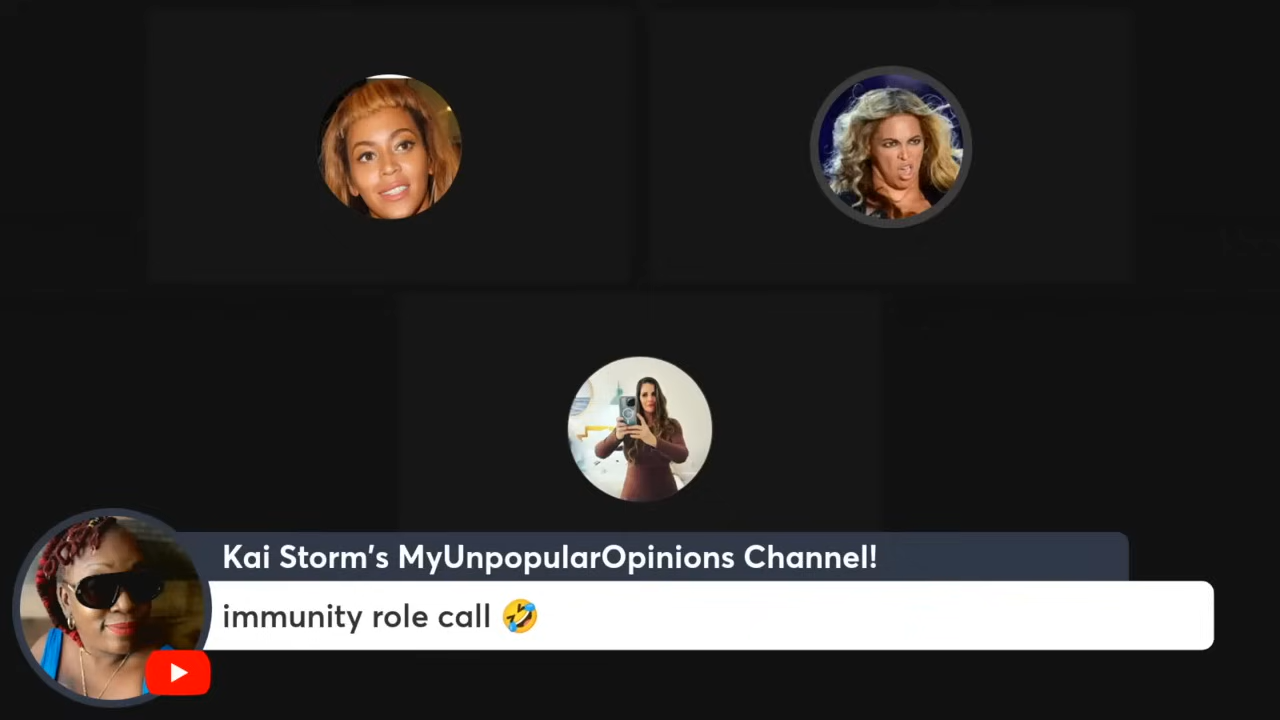 Kai Storm's MyUnpopularOpinions Channel!
immunity role call 🤣